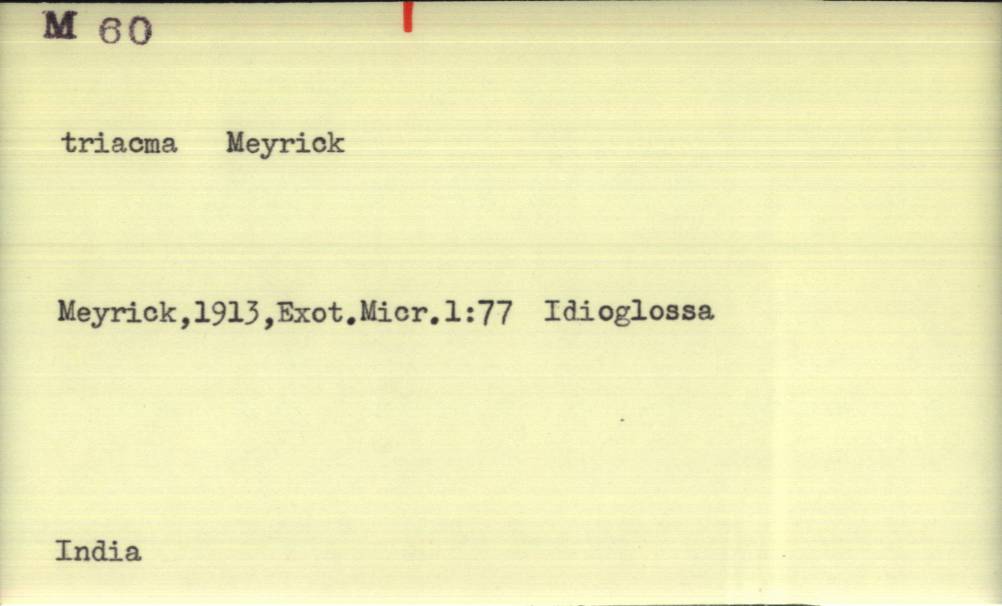 M 60
triacma Meyrick
Meyrick,1913,Exot.Micr.1:77 Idioglossa
India